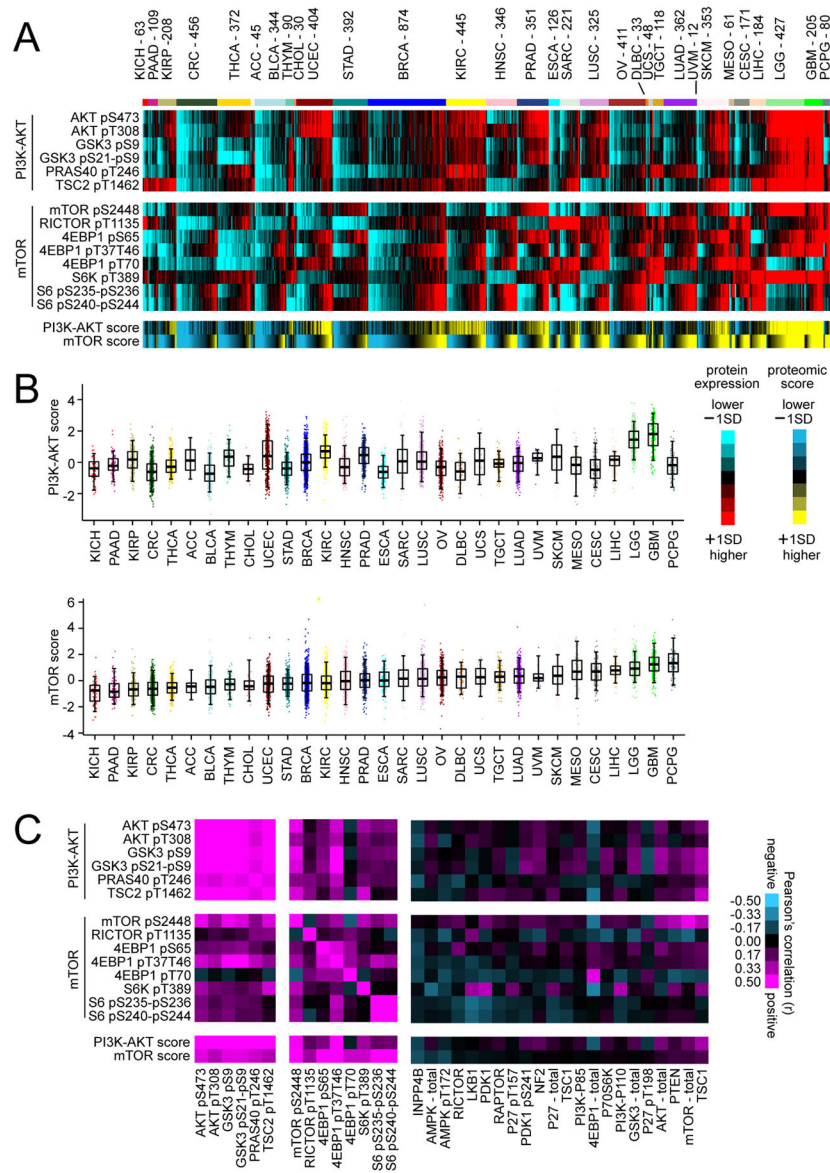 A
KICH - 63
PAAD - 109
KIRP -208
CRC - 456
THCA - 372
ACC - 45
BLCA - 344
THYM - 90
CHOL - 30
UCEC - 404
STAD - 392
BRCA - 874
KIRC - 445
HNSC - 346
PRAD - 351
ESCA - 126
SARC - 221
LUSC - 325
OV - 411
DLBC - 33
UCS - 48
TGCT - 118
LUAD - 362
UVM - 12
SKCM - 353
MESO - 61
CESC - 171
LIHC - 184
LGG - 427
GBM - 205
PCPG - 80
PI3K-AKT
AKT pS473
AKT pT308
GSK3 pS9
GSK3 pS21-pS9
PRAS40 pT246
TSC2 pT1462
mTOR
mTOR pS2448
RICTOR pT1135
4EBP1 pS65
4EBP1 pT37T46
4EBP1 pT70
S6K pT389
S6 pS235-pS236
S6 pS240-pS244
PI3K-AKT score
mTOR score
B
PI3K-AKT score
4
2
0
-2
KICH
PAAD
KIRP
CRC
THCA
ACC
BLCA
THYM
CHOL
UCEC
STAD
BRCA
KIRC
HNSC
PRAD
ESCA
SARC
LUSC
OV
DLBC
UCS
TGCT
LUAD
UVM
SKCM
MESO
CESC
LIHC
LGG
GBM
PCPG
protein expression
lower
−1SD
+1SD
higher
proteomic score
lower
−1SD
+1SD
higher
mTOR score
6
4
2
0
-2
-4
KICH
PAAD
KIRP
CRC
THCA
ACC
BLCA
THYM
CHOL
UCEC
STAD
BRCA
KIRC
HNSC
PRAD
ESCA
SARC
LUSC
OV
DLBC
UCS
TGCT
LUAD
UVM
SKCM
MESO
CESC
LIHC
LGG
GBM
PCPG
C
PI3K-AKT
AKT pS473
AKT pT308
GSK3 pS9
GSK3 pS21-pS9
PRAS40 pT246
TSC2 pT1462
mTOR
mTOR pS2448
RICTOR pT1135
4EBP1 pS65
4EBP1 pT37T46
4EBP1 pT70
S6K pT389
S6 pS235-pS236
S6 pS240-pS244
PI3K-AKT score
mTOR score
AKT pS473
AKT pT308
GSK3 pS9
GSK3 pS21-pS9
PRAS40 pT246
TSC2 pT1462
mTOR pS2448
RICTOR pT1135
4EBP1 pS65
4EBP1 pT37T46
4EBP1 pT70
S6K pT389
S6 pS235-pS236
S6 pS240-pS244
INPP4B
AMPK - total
AMPK pT172
RICTOR
LKB1
PDK1
RAPTOR
P27 pT157
PDK1 pS241
NF2
P27 - total
TSC1
PI3K-P85
4EBP1 - total
P70S6K
PI3K-P110
GSK3 - total
P27 pT198
AKT - total
PTEN
mTOR - total
TSC1
negative
positive
Pearson's correlation (r)
-0.50
-0.33
-0.17
0.00
0.17
0.33
0.50